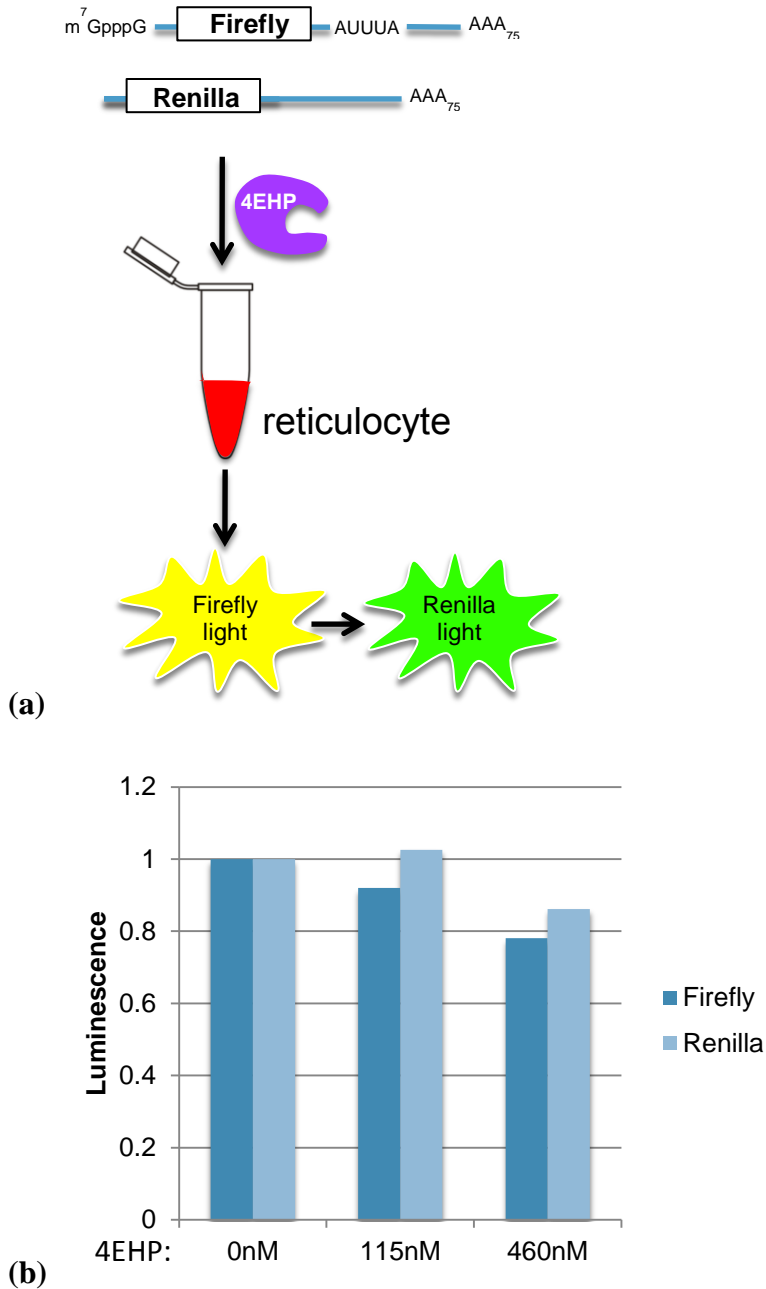 m7GpppG Firefly AUUUA AAA75
Renilla AAA75
4EHP
reticulocyte
Firefly
light
Renilla
light
(a)
1.2
1
0.8
0.6
0.4
0.2
0
Luminescence
Firefly
Renilla
4EHP: 0nM 115nM 460nM
(b)